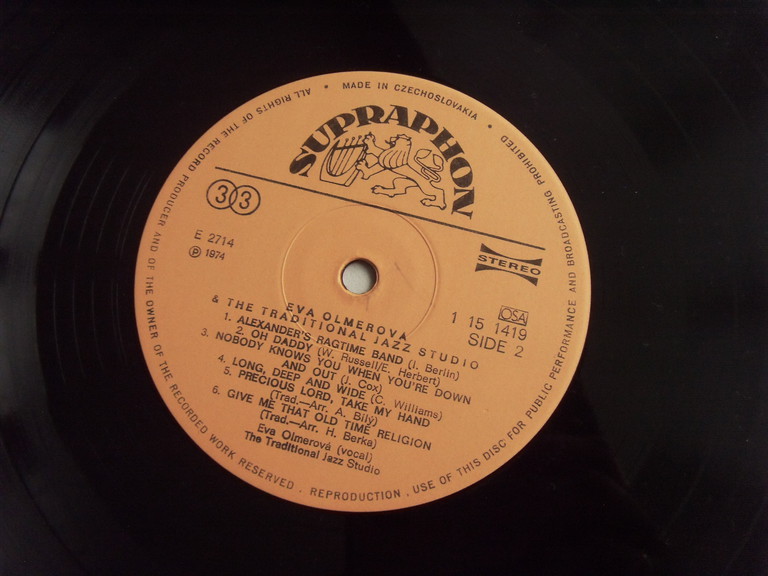 MADE IN CZECHOSLOVAKIA • ALL RIGHTS OF THE RECORD PRODUCER AND OF THE OWNER OF THE RECORDED WORK RESERVED . REPRODUCTION . USE OF THIS DISC FOR PUBLIC PERFORMANCE AND BROADCASTING PROHIBITED •
SUPRAPHON
33
STEREO
E 2714
Ⓟ 1974
OSA
1 15 1419
SIDE 2
EVA OLMEROVA
& THE TRADITIONAL JAZZ STUDIO
1. ALEXANDER'S RAGTIME BAND (I. Berlin)
2. OH DADDY (W. Russell/E. Herbert)
3. NOBODY KNOWS YOU WHEN YOU'RE DOWN
AND OUT (J. Cox)
4. LONG, DEEP AND WIDE (C. Williams)
5. PRECIOUS LORD, TAKE MY HAND
(Trad.—Arr. A. Bílý)
6. GIVE ME THAT OLD TIME RELIGION
(Trad.—Arr. H. Berka)
Eva Olmerová (vocal)
The Traditional Jazz Studio